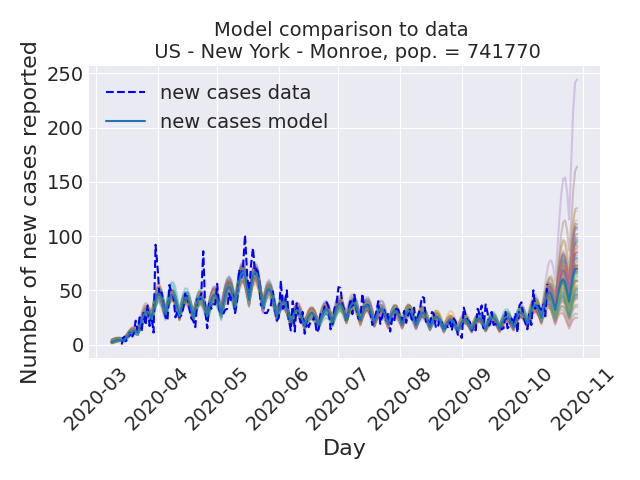 Model comparison to data
US - New York - Monroe, pop. = 741770
Number of new cases reported
250
200
150
100
50
0
new cases data
new cases model
2020-03
2020-04
2020-05
2020-06
2020-07
2020-08
2020-09
2020-10
2020-11
Day